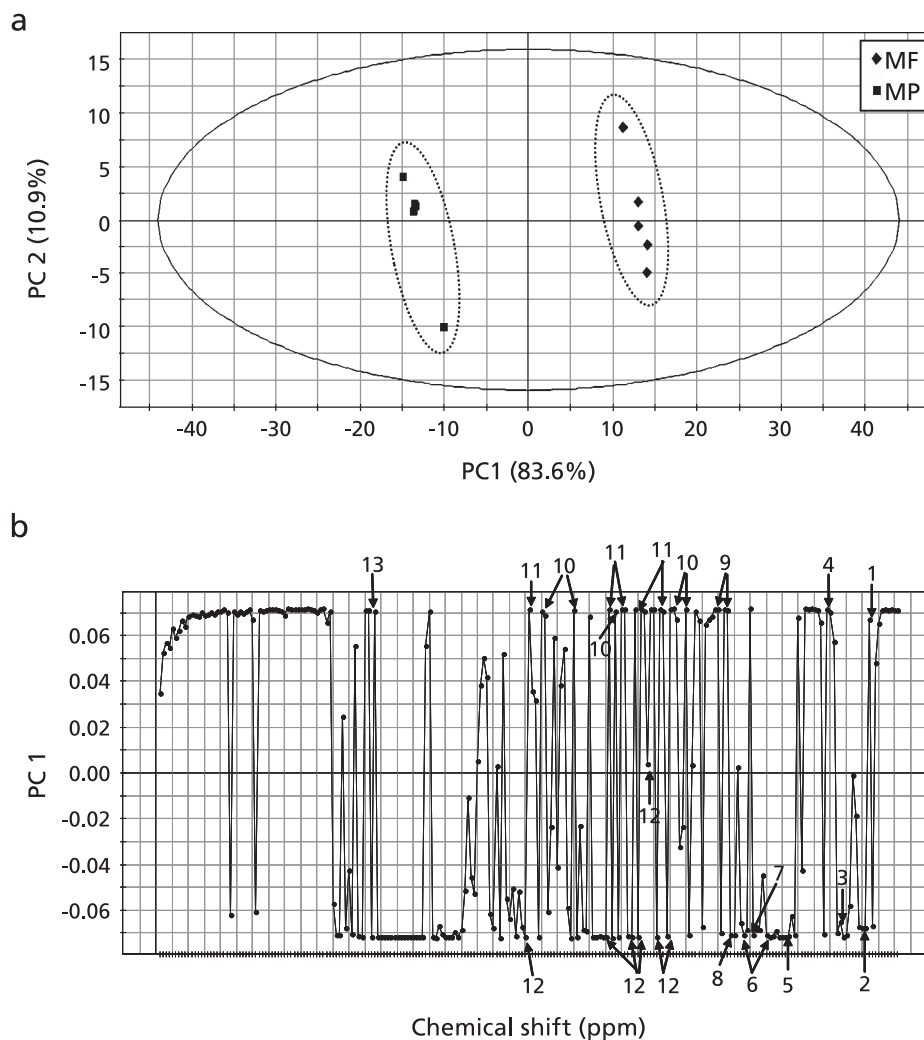 a
15
10
5
0
-5
-10
-15
PC 2 (10.9%)
MF
MP
-40 -30 -20 -10 0 10 20 30 40
PC1 (83.6%)
b
13 11 10 11 11 10 9 4 1
10
12
7
3
12 12 12 8 6 5 2
0.06
0.04
0.02
0.00
-0.02
-0.04
-0.06
PC 1
Chemical shift (ppm)